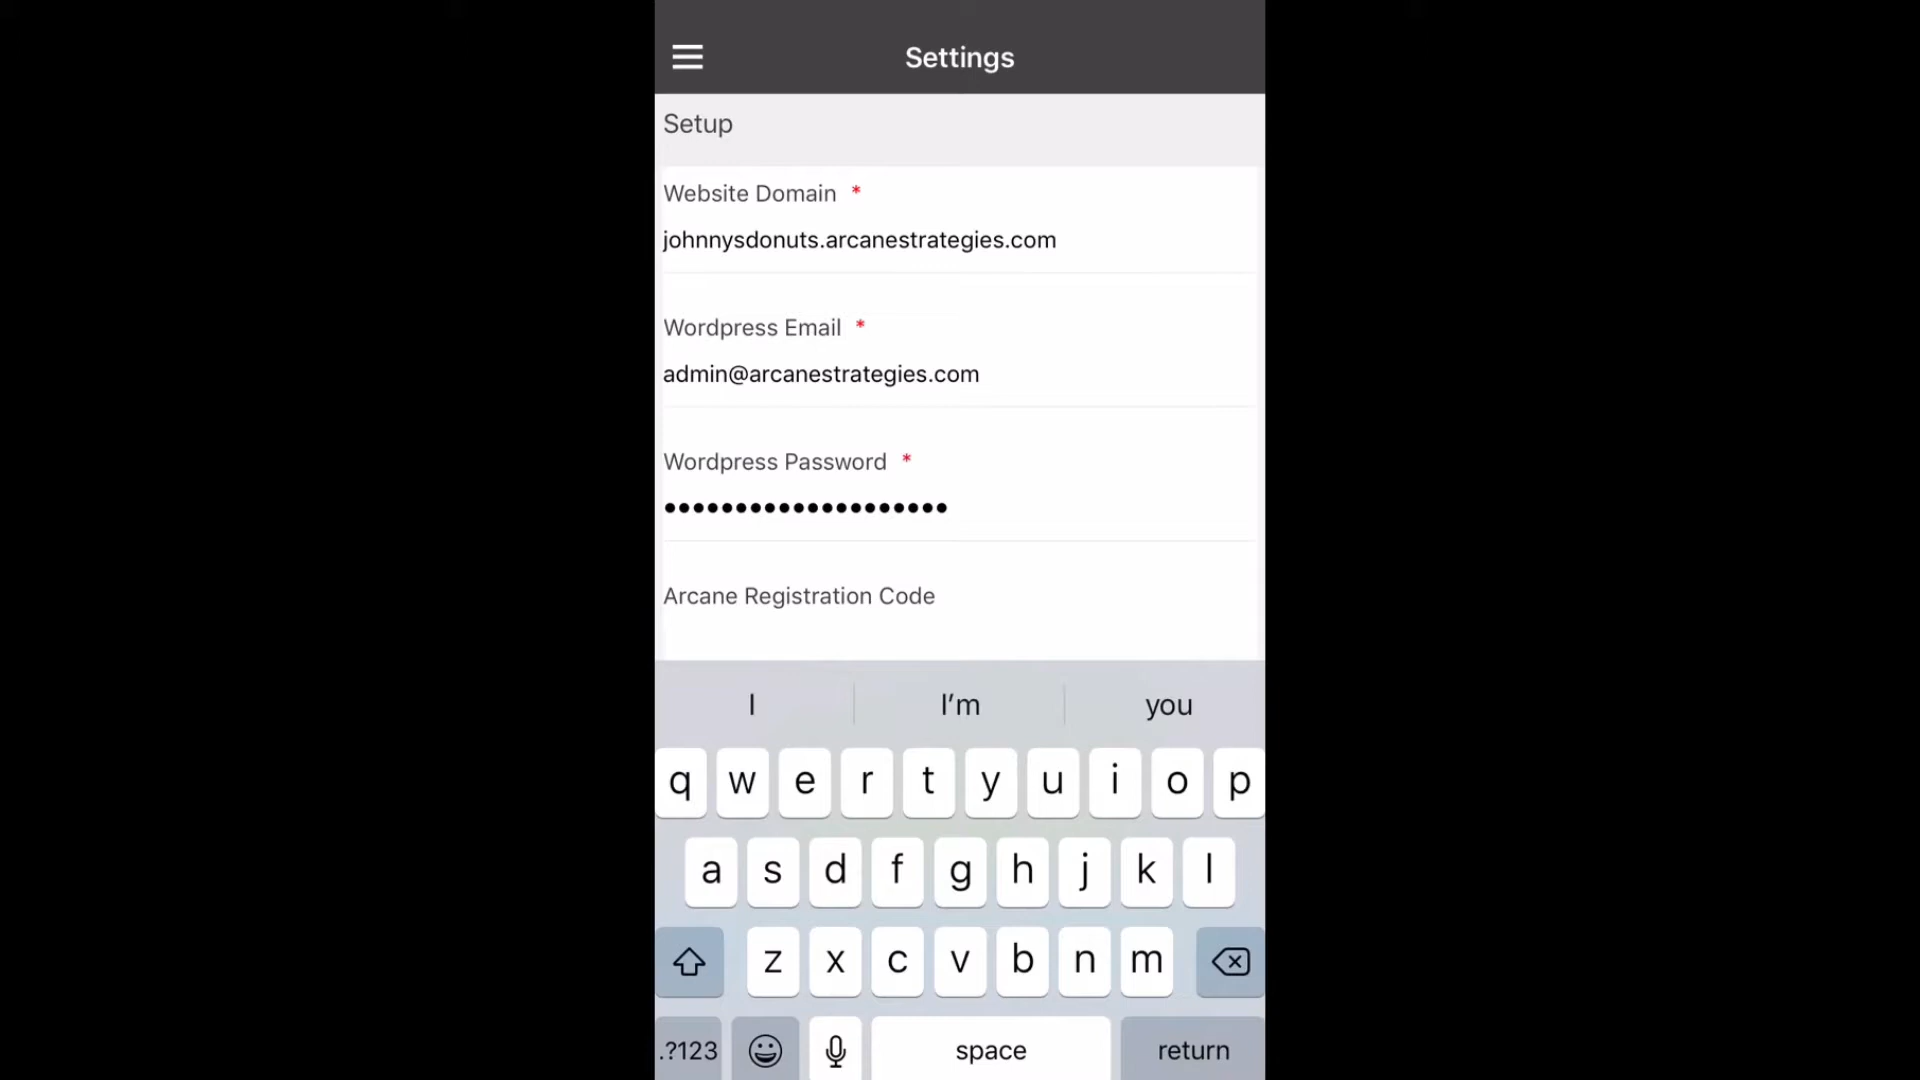 Settings
Setup
Website Domain *
johnnysdonuts.arcanestrategies.com
Wordpress Email *
admin@arcanestrategies.com
Wordpress Password *
●●●●●●●●●●●●●●●●●●●●
Arcane Registration Code
I I’m you
q w e r t y u i o p
a s d f g h j k l
z x c v b n m
.?123 space return